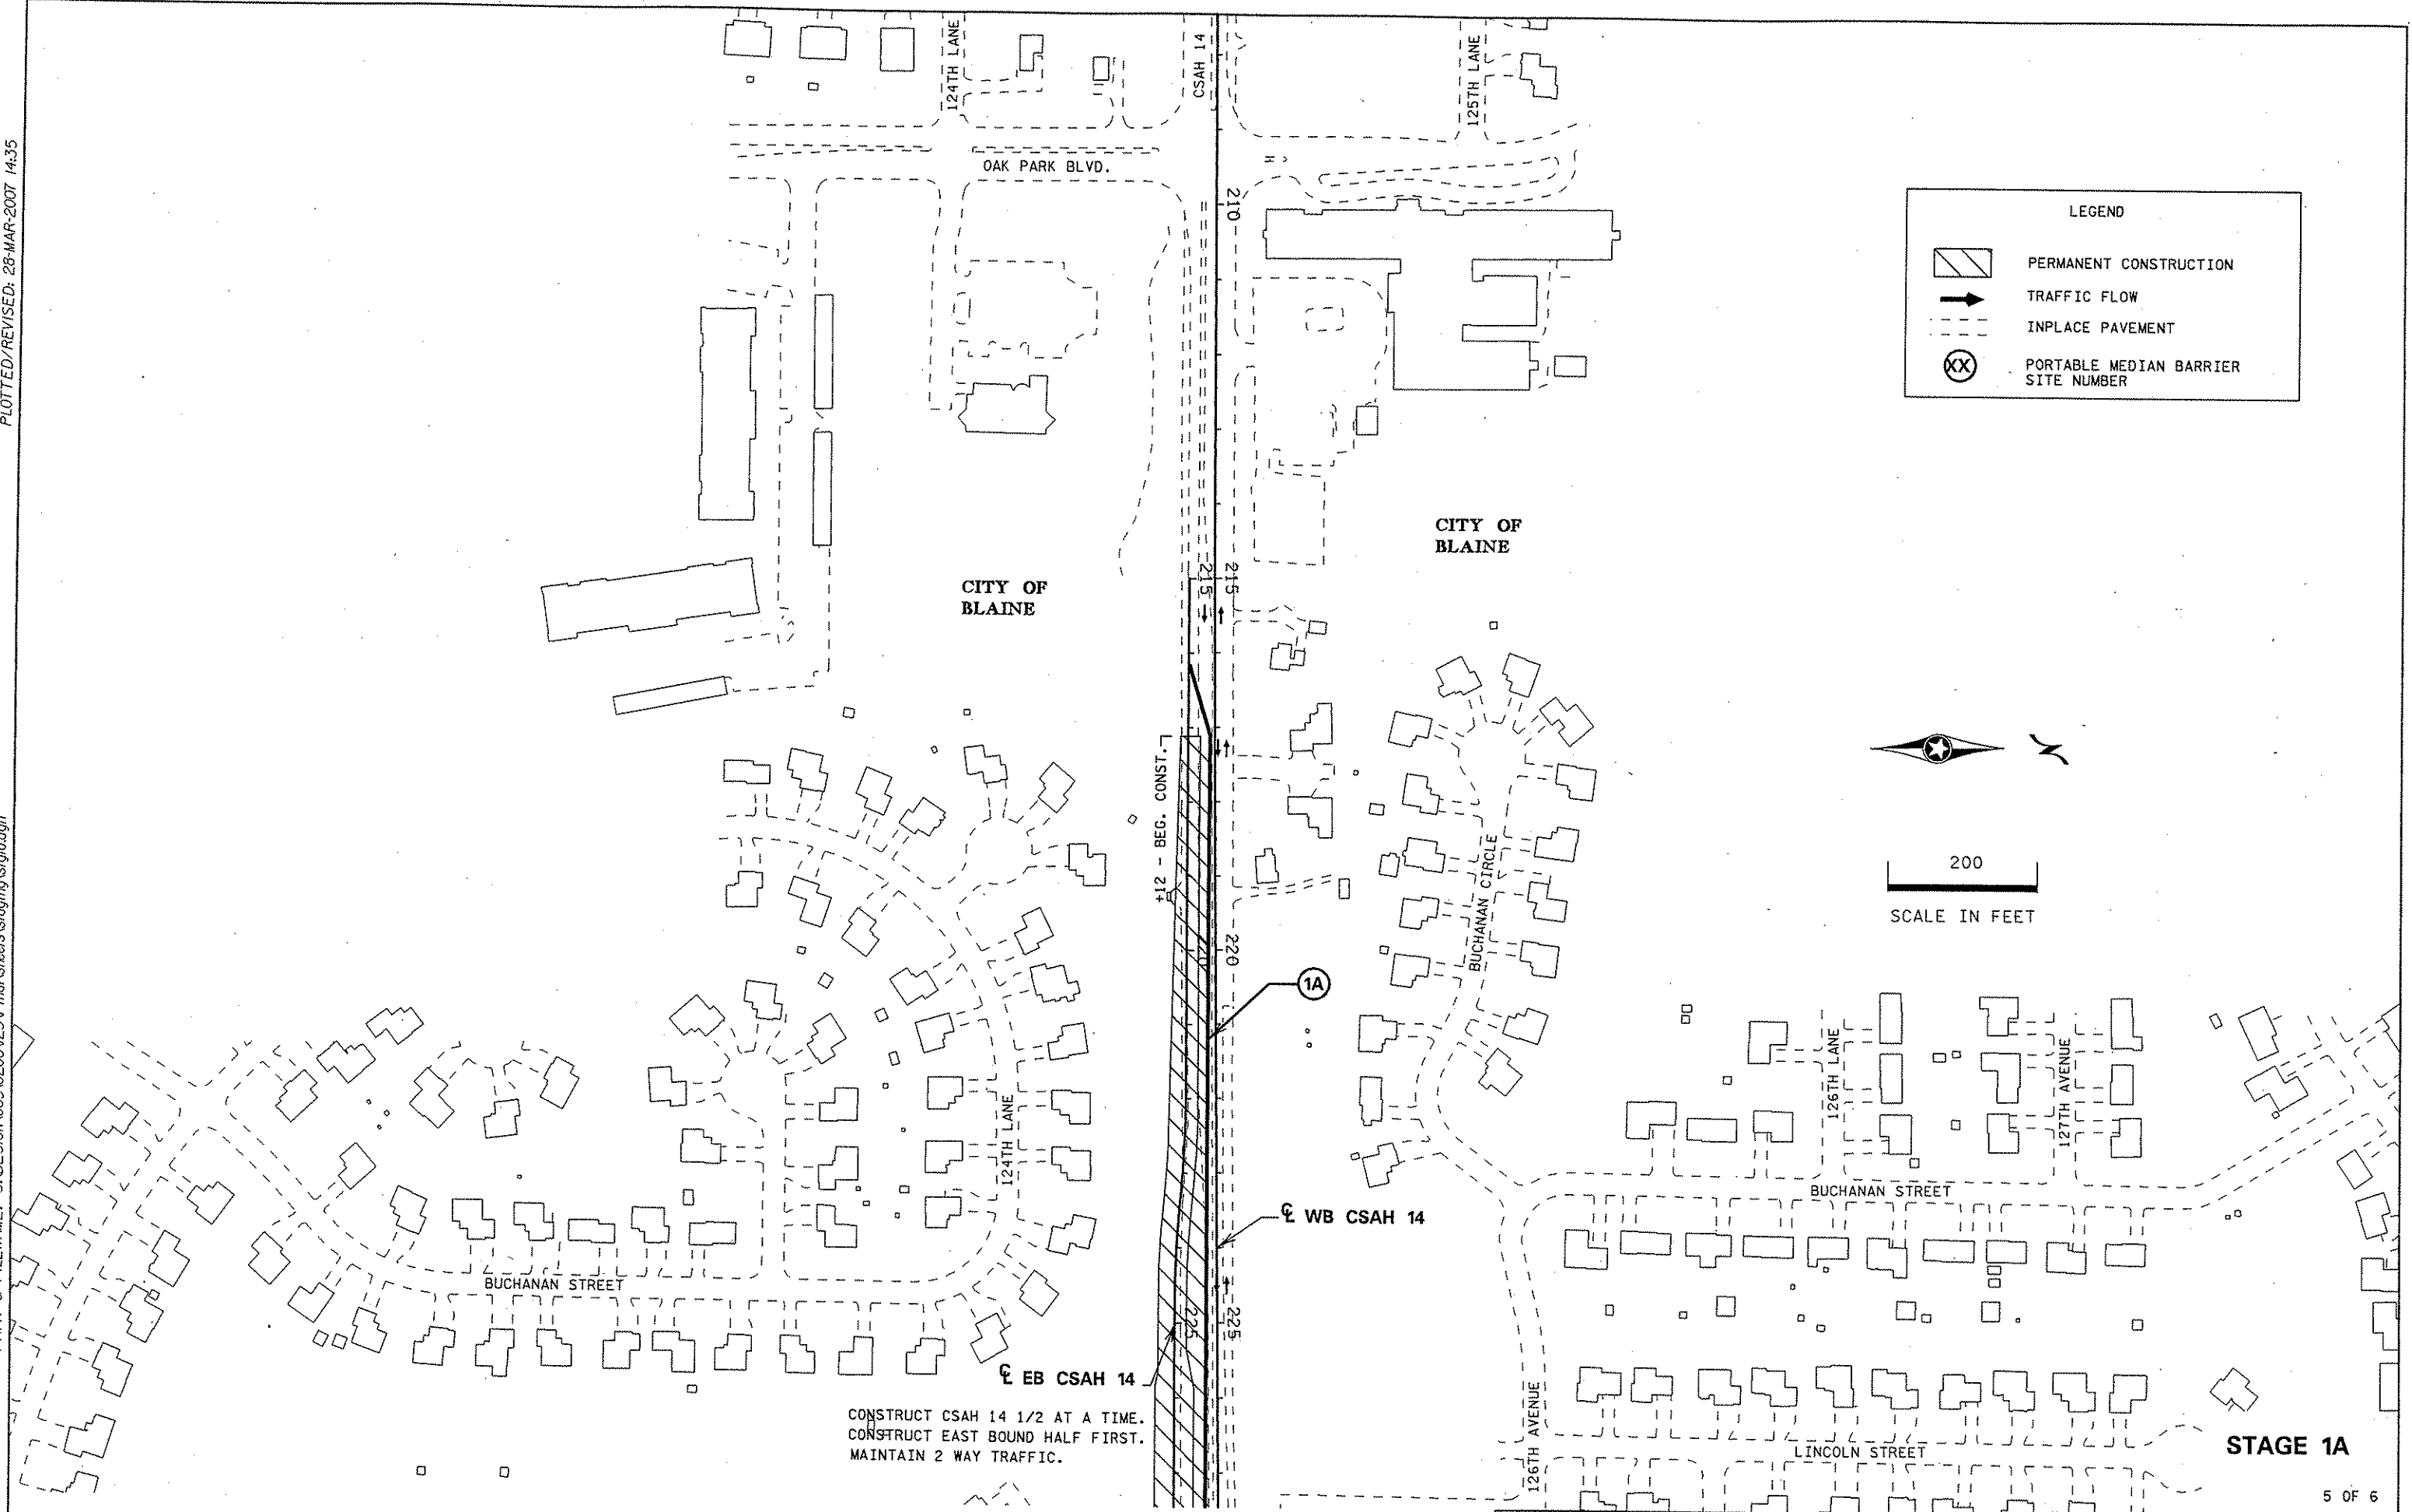 PLOTTED/REVISED: 28-MAR-2007 14:35
124TH LANE
CSAH 14
125TH LANE
OAK PARK BLVD.
210
LEGEND
PERMANENT CONSTRUCTION
TRAFFIC FLOW
INPLACE PAVEMENT
XX
PORTABLE MEDIAN BARRIER
SITE NUMBER
CITY OF
BLAINE
CITY OF
BLAINE
215
215
+12 - BEG. CONST.
N
200
SCALE IN FEET
BUCHANAN CIRCLE
220
1A
124TH LANE
126TH LANE
127TH AVENUE
BUCHANAN STREET
℄ WB CSAH 14
BUCHANAN STREET
225
225
℄ EB CSAH 14
CONSTRUCT CSAH 14 1/2 AT A TIME.
CONSTRUCT EAST BOUND HALF FIRST.
MAINTAIN 2 WAY TRAFFIC.
126TH AVENUE
LINCOLN STREET
STAGE 1A
5 OF 6